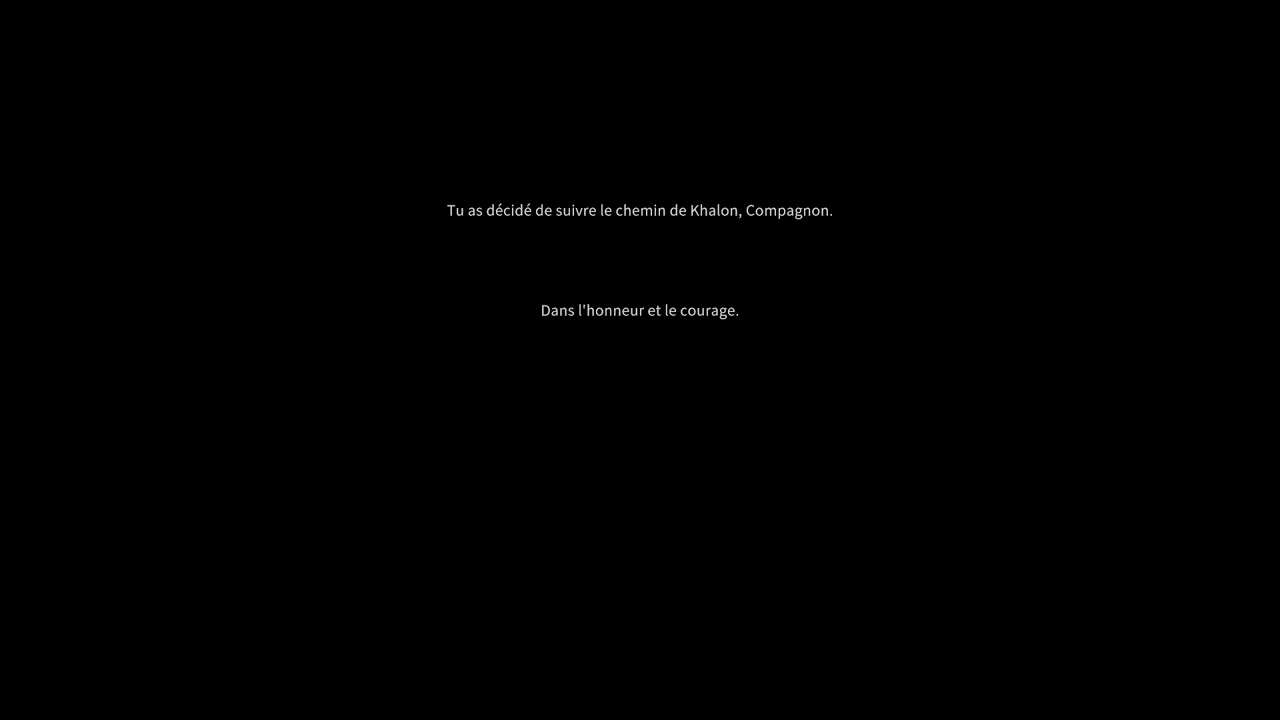 Tu as décidé de suivre le chemin de Khalon, Compagnon.
Dans l'honneur et le courage.